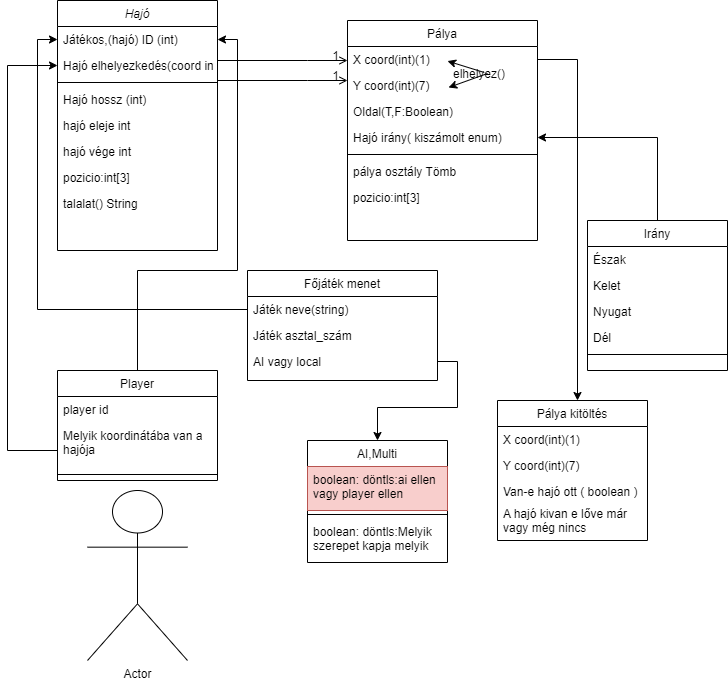 Hajó
Játékos,(hajó) ID (int)
Hajó elhelyezkedés(coord in
Hajó hossz (int)
hajó eleje int
hajó vége int
pozicio:int[3]
talalat() String
1
1
Pálya
X coord(int)(1)
Y coord(int)(7)
elhelyez()
Oldal(T,F:Boolean)
Hajó irány( kiszámolt enum)
pálya osztály Tömb
pozicio:int[3]
Irány
Észak
Kelet
Nyugat
Dél
Főjáték menet
Játék neve(string)
Játék asztal_szám
AI vagy local
Player
player id
Melyik koordinátába van a
hajója
AI,Multi
boolean: döntls:ai ellen
vagy player ellen
boolean: döntls:Melyik
szerepet kapja melyik
Pálya kitöltés
X coord(int)(1)
Y coord(int)(7)
Van-e hajó ott ( boolean )
A hajó kivan e lőve már
vagy még nincs
Actor